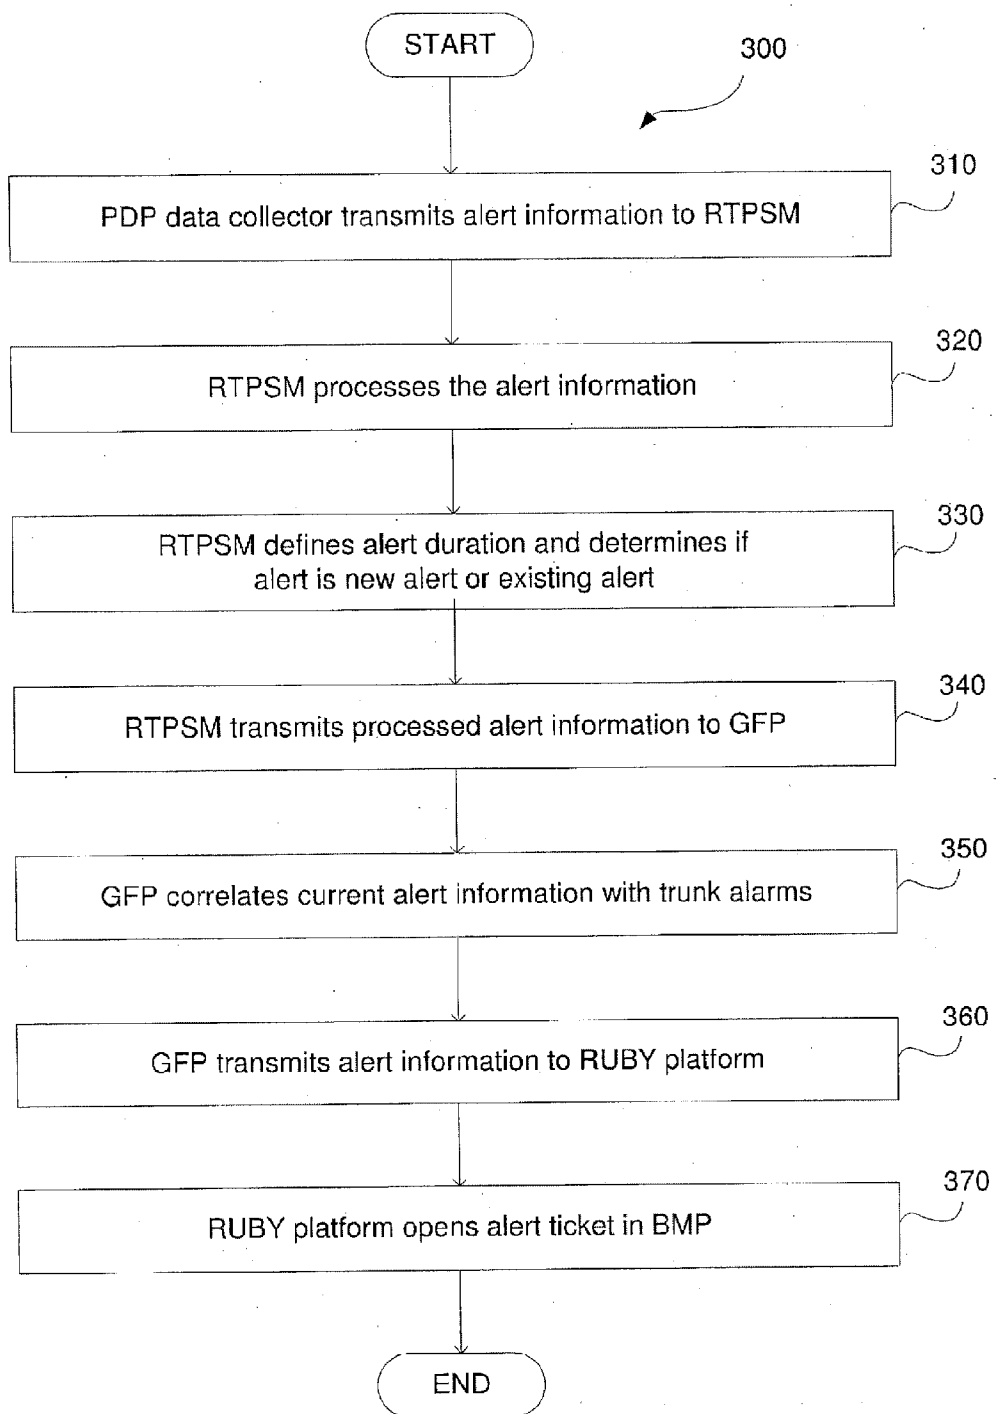 START
300
310
PDP data collector transmits alert information to RTPSM
320
RTPSM processes the alert information
330
RTPSM defines alert duration and determines if
alert is new alert or existing alert
340
RTPSM transmits processed alert information to GFP
350
GFP correlates current alert information with trunk alarms
360
GFP transmits alert information to RUBY platform
370
RUBY platform opens alert ticket in BMP
END